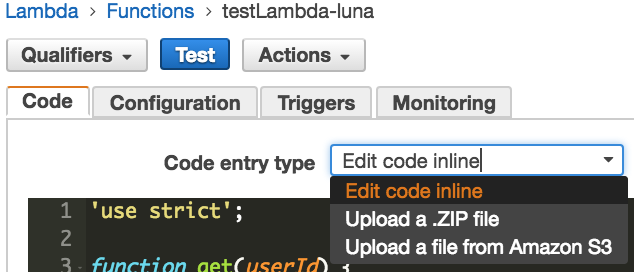 Lambda > Functions > testLambda-luna
Qualifiers Test Actions
Code Configuration Triggers Monitoring
Code entry type Edit code inline
Edit code inline
Upload a .ZIP file
Upload a file from Amazon S3
1 'use strict';
2
3 function get(userId) {